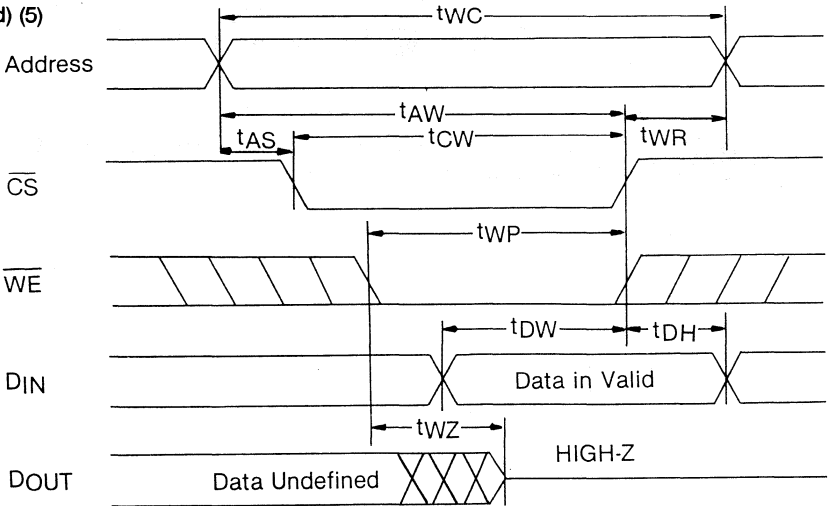 d) (5)
tWC
Address
tAW
tAS
tCW
tWR
CS
tWP
WE
tDW
tDH
DIN
Data in Valid
tWZ
HIGH-Z
DOUT
Data Undefined